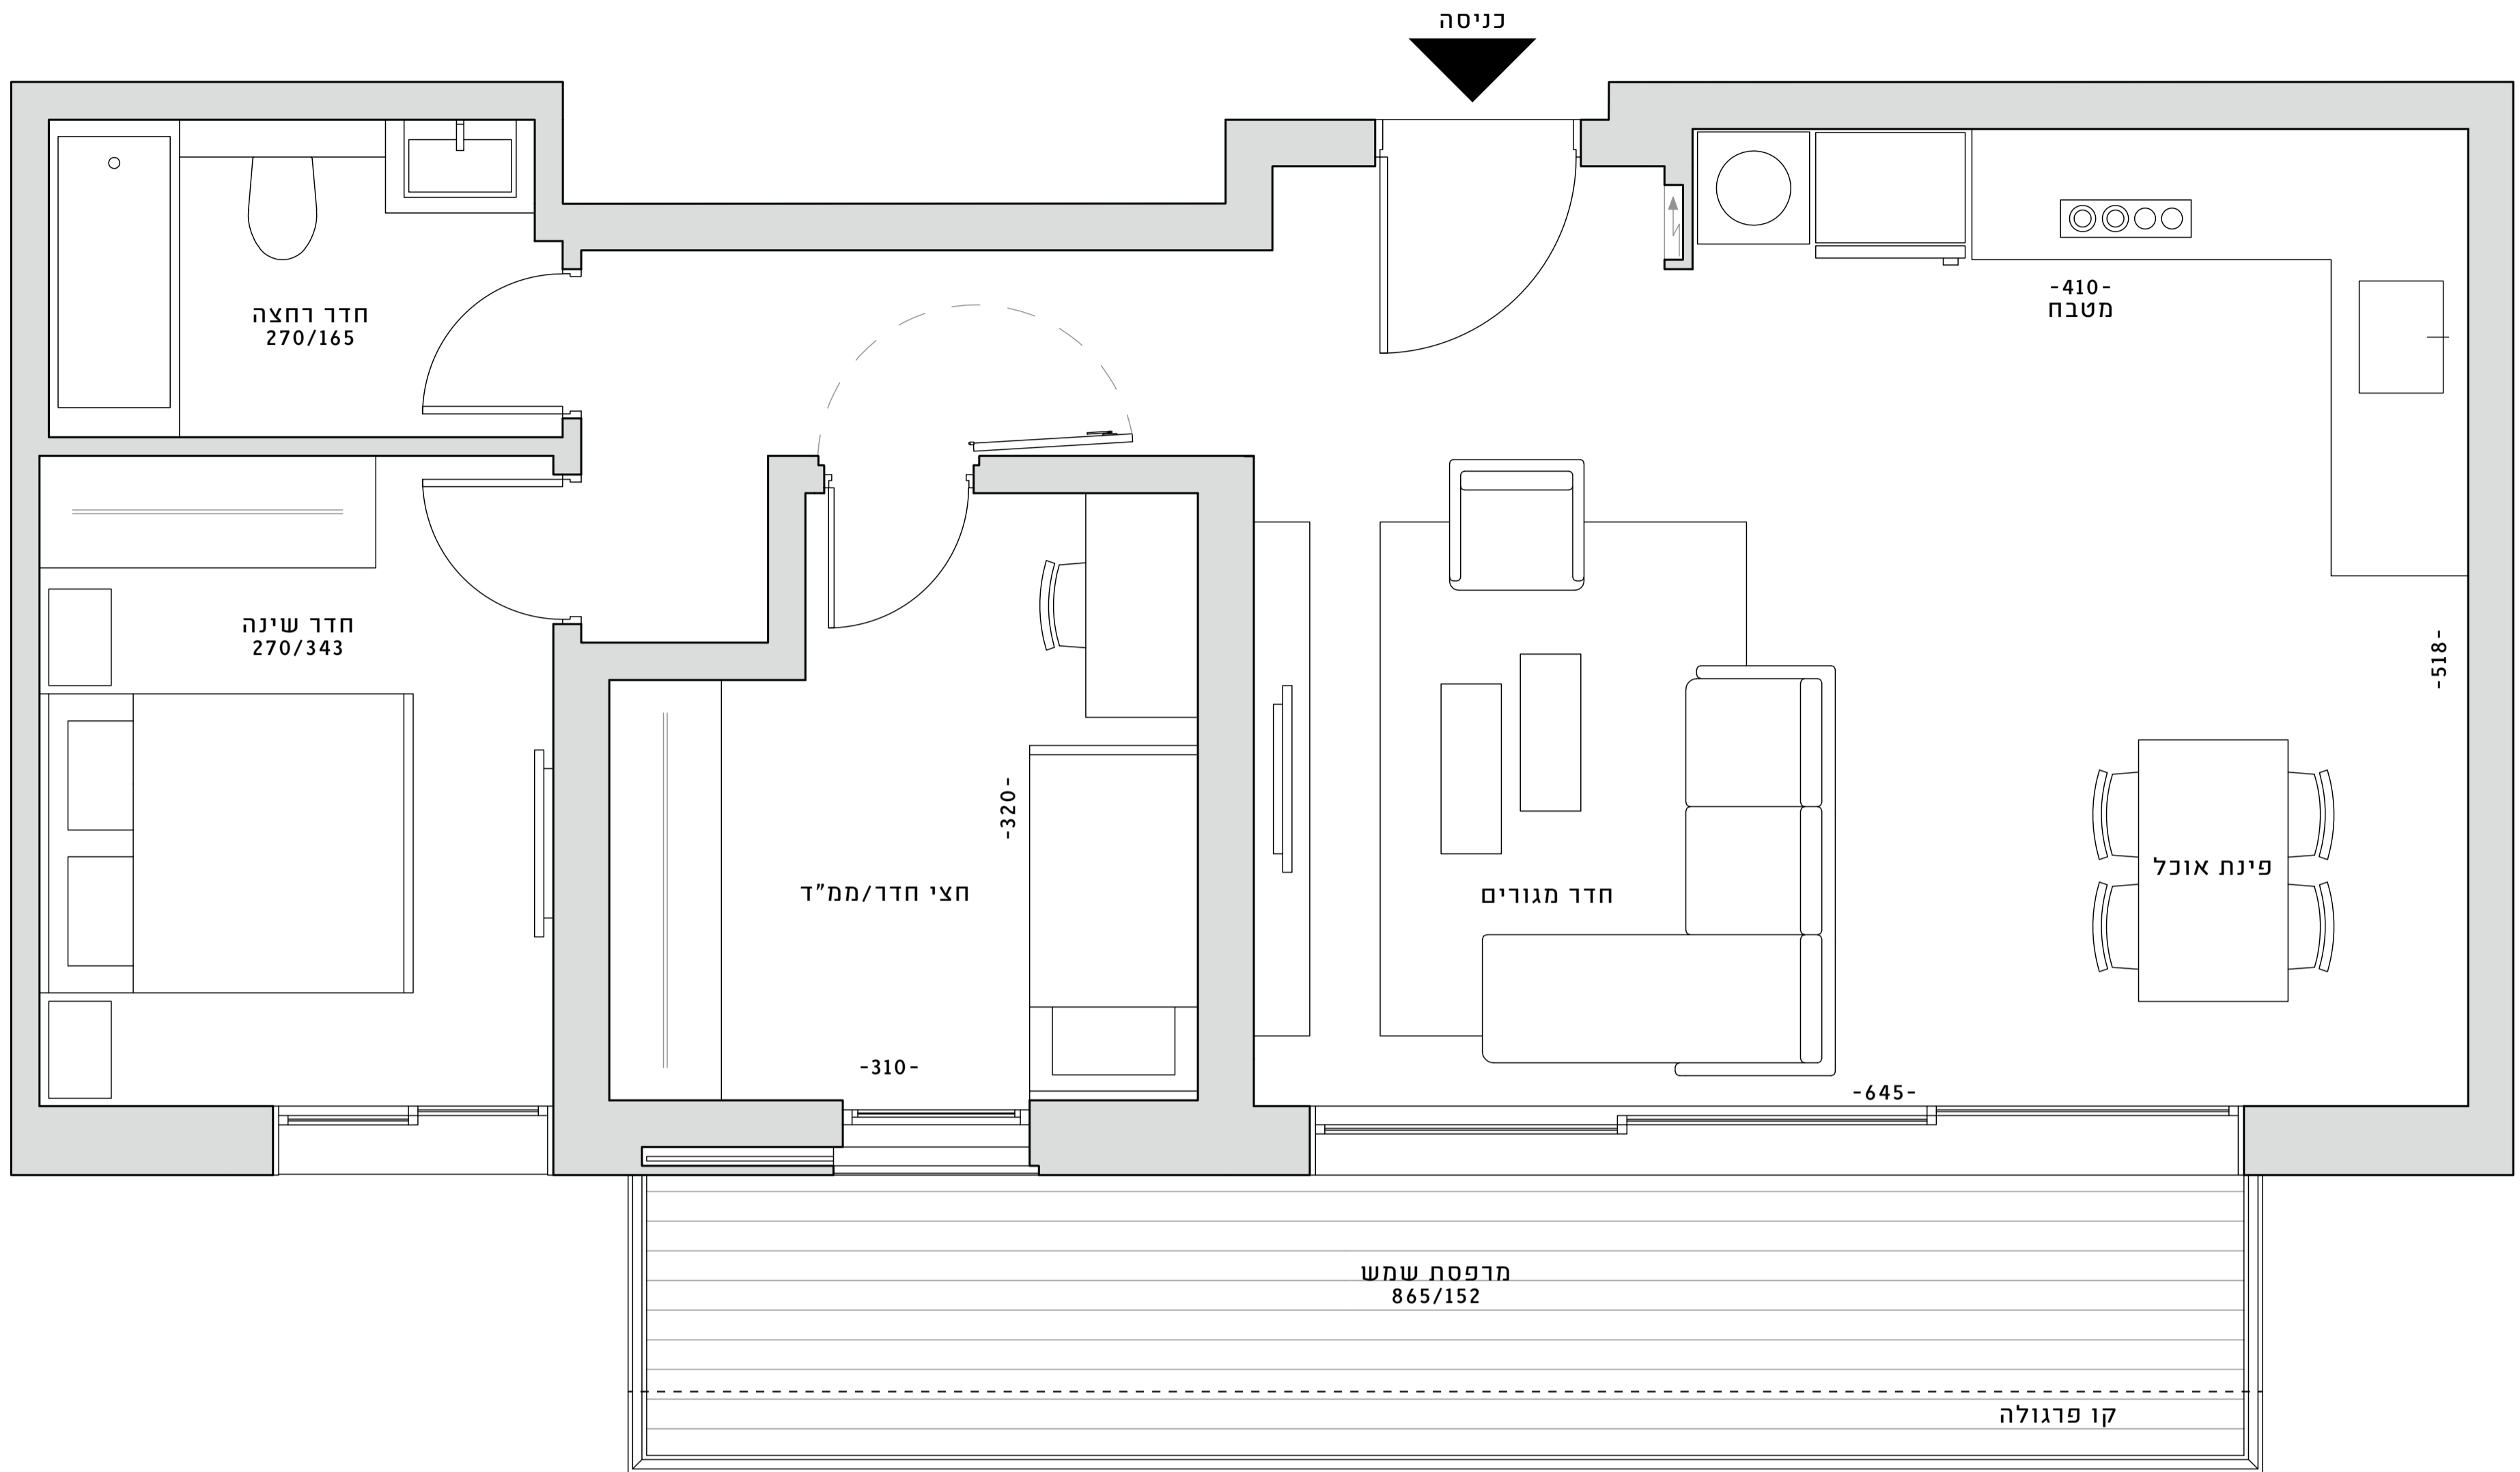 כניסה
חדר רחצה
270/165
-410-
מטבח
חדר שינה
270/343
-518-
-320-
חצי חדר/ממ"ד
חדר מגורים
פינת אוכל
-310-
-645-
מרפסת שמש
865/152
קו פרגולה